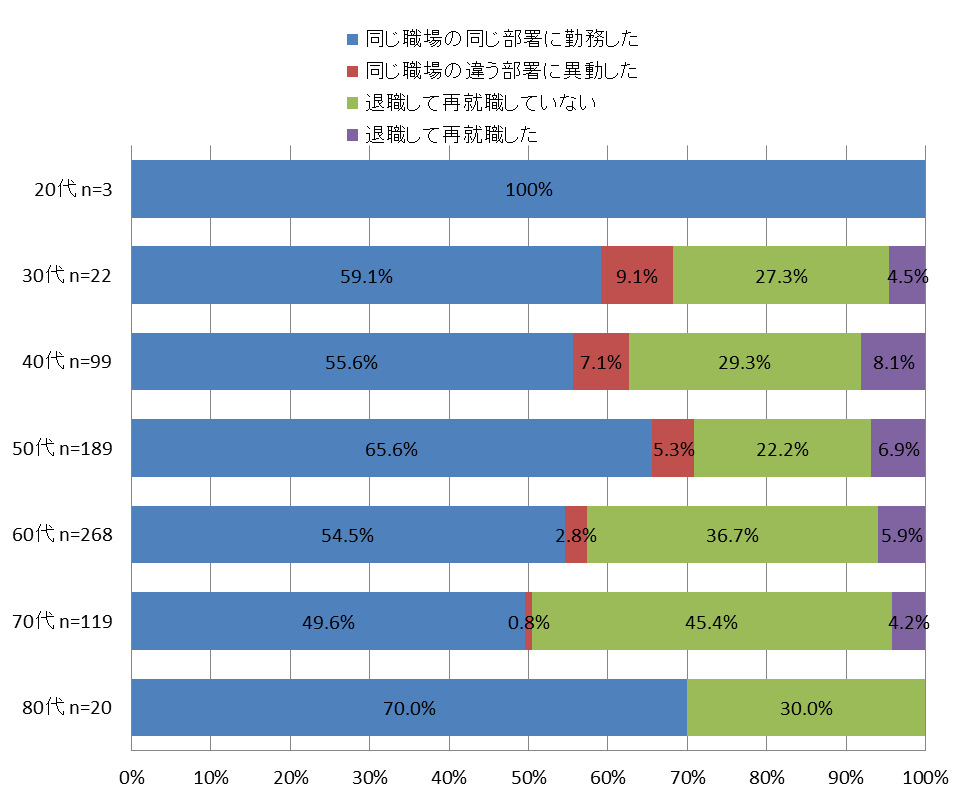 同じ職場の同じ部署に勤務した
同じ職場の違う部署に異動した
退職して再就職していない
退職して再就職した
20代 n=3 100%
30代 n=22 59.1% 9.1% 27.3% 4.5%
40代 n=99 55.6% 7.1% 29.3% 8.1%
50代 n=189 65.6% 5.3% 22.2% 6.9%
60代 n=268 54.5% 2.8% 36.7% 5.9%
70代 n=119 49.6% 0.8% 45.4% 4.2%
80代 n=20 70.0% 30.0%
0% 10% 20% 30% 40% 50% 60% 70% 80% 90% 100%